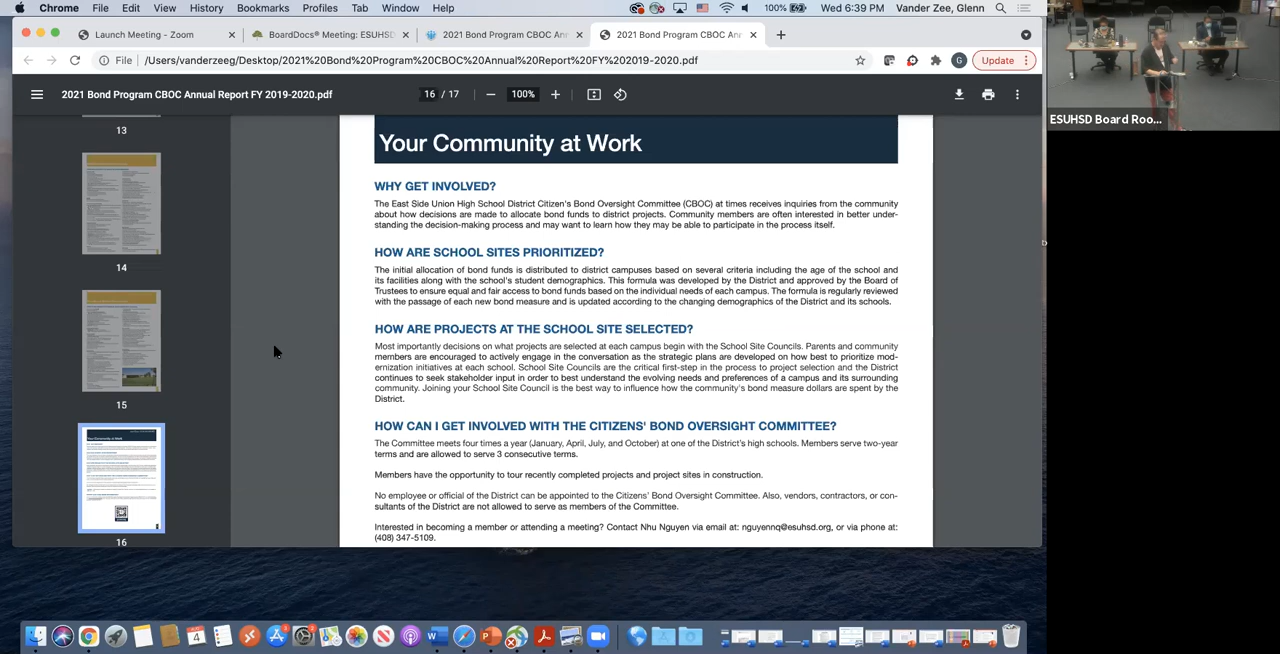 Chrome File Edit View History Bookmarks Profiles Tab Window Help 100% Wed 6:39 PM Vander Zee, Glenn
Launch Meeting - Zoom
BoardDocs® Meeting: ESUHSD
2021 Bond Program CBOC An
2021 Bond Program CBOC An
File /Users/vanderzeeg/Desktop/2021%20Bond%20Program%20CBOC%20Annual%20Report%20FY%202019-2020.pdf
G Update
2021 Bond Program CBOC Annual Report FY 2019-2020.pdf 16 / 17 100%
13
14
15
16
Your Community at Work
WHY GET INVOLVED?
The East Side Union High School District Citizen's Bond Oversight Committee (CBOC) at times receives inquiries from the community
about how decisions are made to allocate bond funds to district projects. Community members are often interested in better under-
standing the decision-making process and may want to learn how they may be able to participate in the process itself.
HOW ARE SCHOOL SITES PRIORITIZED?
The initial allocation of bond funds is distributed to district campuses based on several criteria including the age of the school and
its facilities along with the school's student demographics. This formula was developed by the District and approved by the Board of
Trustees to ensure equal and fair access to bond funds based on the individual needs of each campus. The formula is regularly reviewed
with the passage of each new bond measure and is updated according to the changing demographics of the District and its schools.
HOW ARE PROJECTS AT THE SCHOOL SITE SELECTED?
Most importantly decisions on what projects are selected at each campus begin with the School Site Councils. Parents and community
members are encouraged to actively engage in the conversation as the strategic plans are developed on how best to prioritize mod-
ernization initiatives at each school. School Site Councils are the critical first-step in the process to project selection and the District
continues to seek stakeholder input in order to best understand the evolving needs and preferences of a campus and its surrounding
community. Joining your School Site Council is the best way to influence how the community's bond measure dollars are spent by the
District.
HOW CAN I GET INVOLVED WITH THE CITIZENS' BOND OVERSIGHT COMMITTEE?
The Committee meets four times a year (January, April, July, and October) at one of the District's high schools. Members serve two-year
terms and are allowed to serve 3 consecutive terms.
Members have the opportunity to tour recently completed projects and project sites in construction.
No employee or official of the District can be appointed to the Citizens' Bond Oversight Committee. Also, vendors, contractors, or con-
sultants of the District are not allowed to serve as members of the Committee.
Interested in becoming a member or attending a meeting? Contact Nhu Nguyen via email at: nguyennq@esuhsd.org, or via phone at:
(408) 347-5109.
ESUHSD Board Roo...